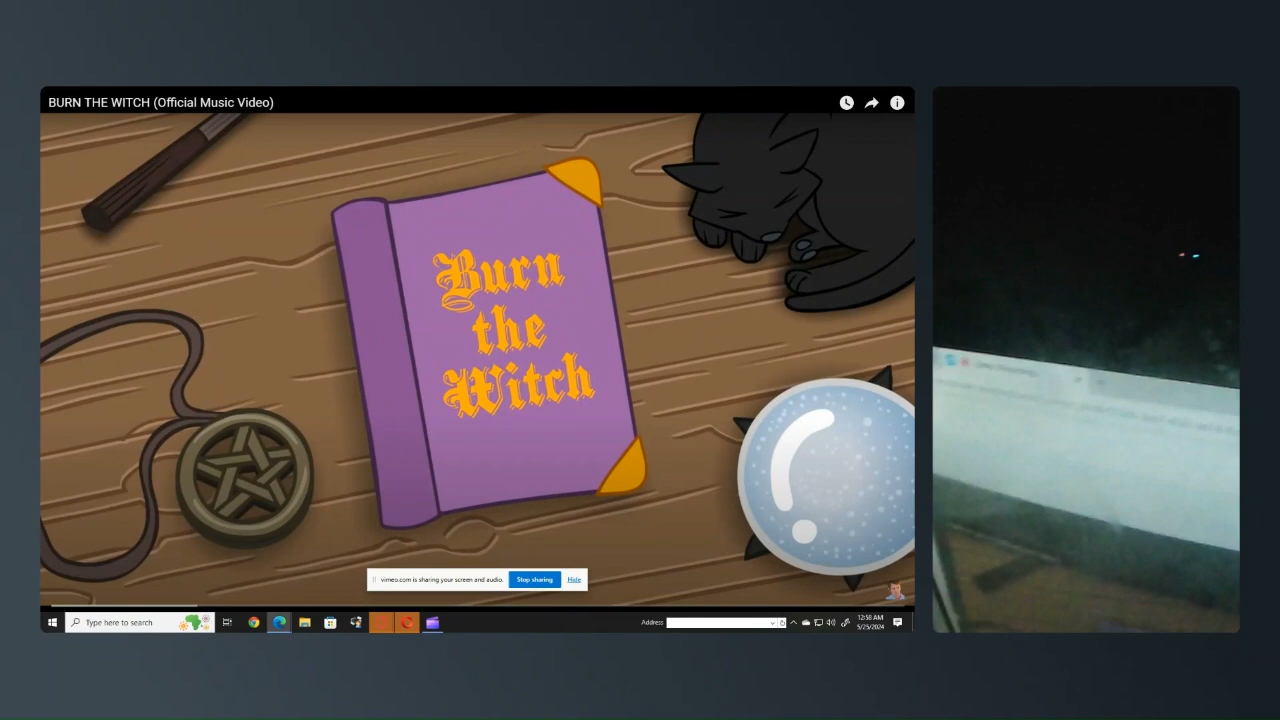 BURN THE WITCH (Official Music Video)
Burn
the
Witch
vimeo.com is sharing your screen and audio.
Stop sharing
Hide
Type here to search
Address
12:58 AM
5/25/2024